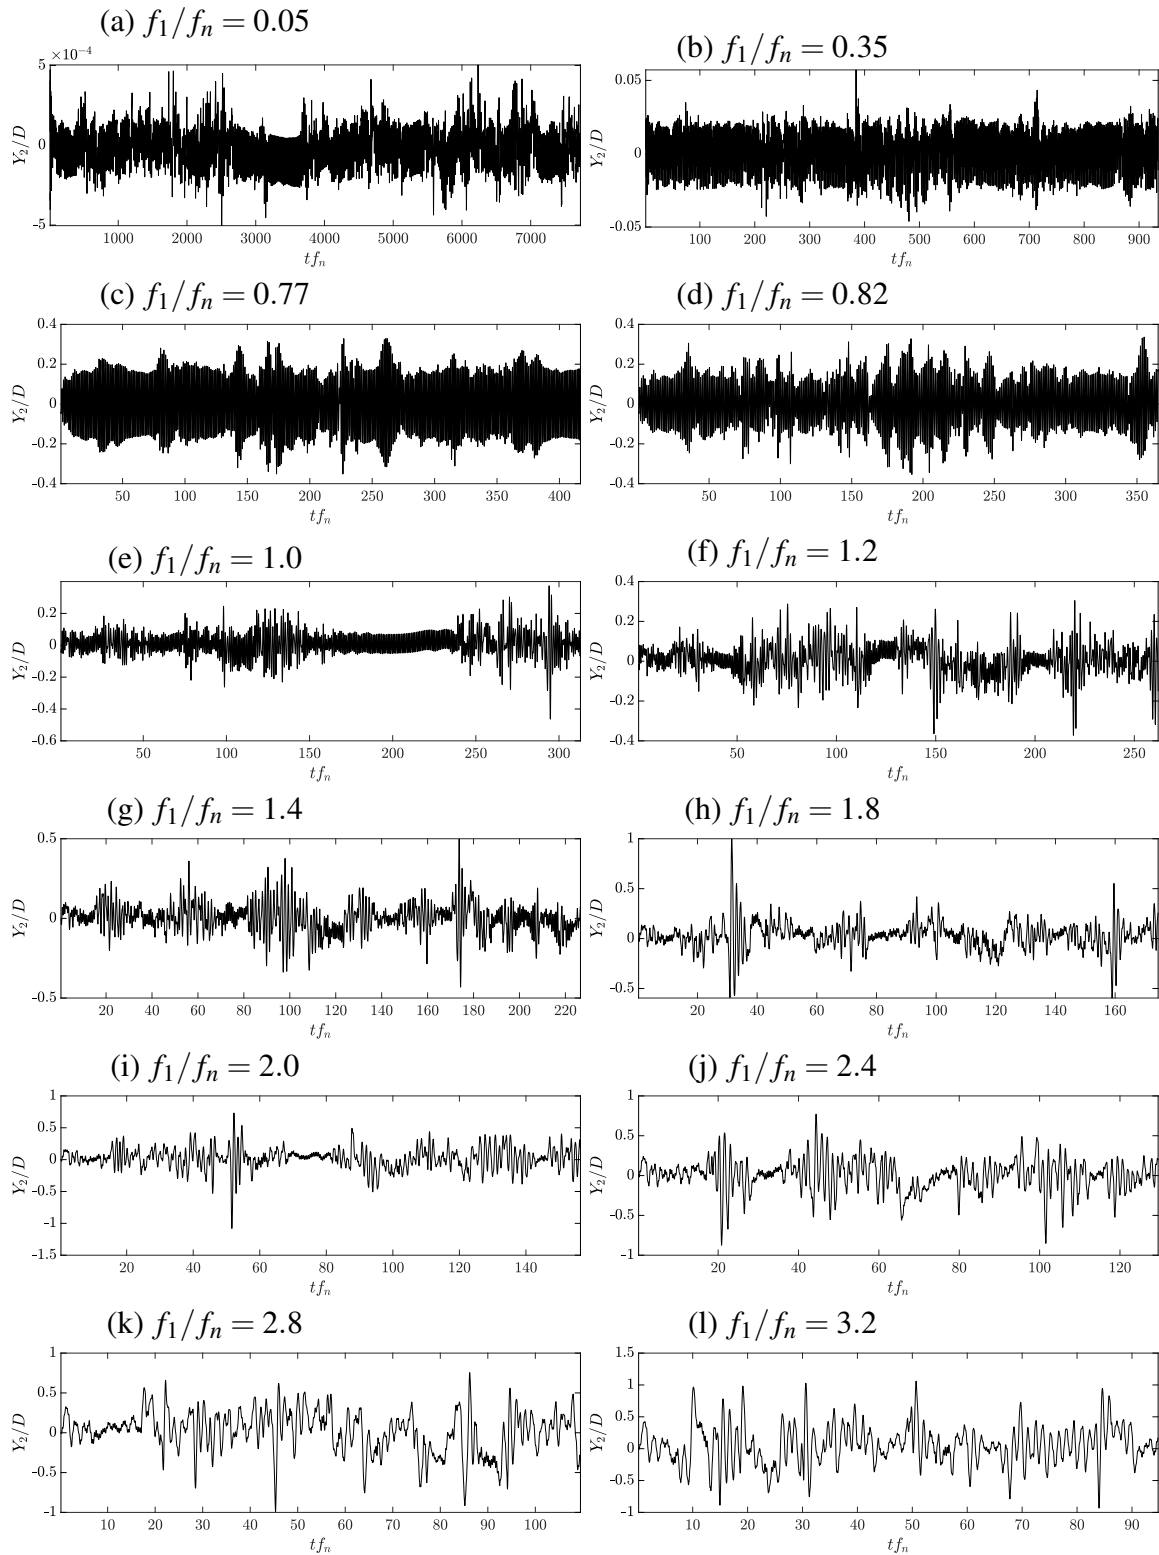 (a) f₁/fₙ = 0.05
×10⁻⁴
5
0
-5
Y₂/D
1000 2000 3000 4000 5000 6000 7000
tfₙ
(b) f₁/fₙ = 0.35
0.05
0
-0.05
Y₂/D
100 200 300 400 500 600 700 800 900
tfₙ
(c) f₁/fₙ = 0.77
0.4
0.2
0
-0.2
-0.4
Y₂/D
50 100 150 200 250 300 350 400
tfₙ
(d) f₁/fₙ = 0.82
0.4
0.2
0
-0.2
-0.4
Y₂/D
50 100 150 200 250 300 350
tfₙ
(e) f₁/fₙ = 1.0
0.2
0
-0.2
-0.4
-0.6
Y₂/D
50 100 150 200 250 300
tfₙ
(f) f₁/fₙ = 1.2
0.4
0.2
0
-0.2
-0.4
Y₂/D
50 100 150 200 250
tfₙ
(g) f₁/fₙ = 1.4
0.5
0
-0.5
Y₂/D
20 40 60 80 100 120 140 160 180 200 220
tfₙ
(h) f₁/fₙ = 1.8
1
0.5
0
-0.5
Y₂/D
20 40 60 80 100 120 140 160
tfₙ
(i) f₁/fₙ = 2.0
1
0.5
0
-0.5
-1
-1.5
Y₂/D
20 40 60 80 100 120 140
tfₙ
(j) f₁/fₙ = 2.4
1
0.5
0
-0.5
-1
Y₂/D
20 40 60 80 100 120
tfₙ
(k) f₁/fₙ = 2.8
1
0.5
0
-0.5
-1
Y₂/D
10 20 30 40 50 60 70 80 90 100
tfₙ
(l) f₁/fₙ = 3.2
1.5
1
0.5
0
-0.5
-1
Y₂/D
10 20 30 40 50 60 70 80 90
tfₙ